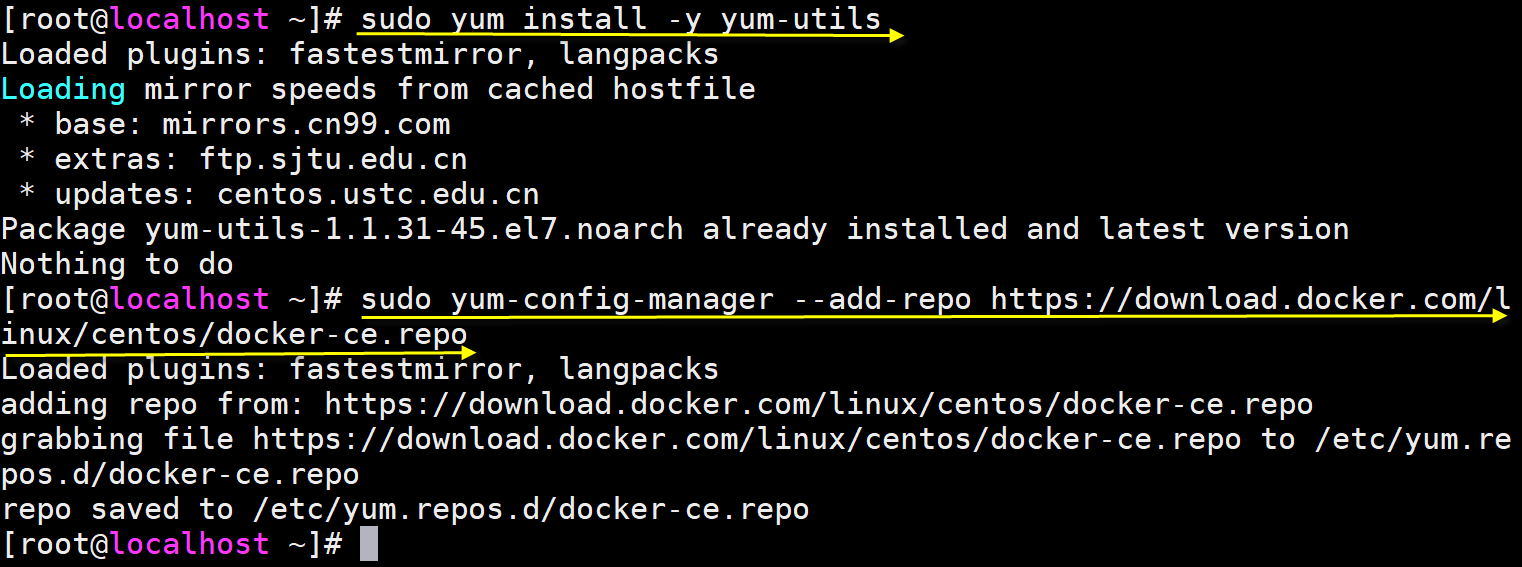 [root@localhost ~]# sudo yum install -y yum-utils
Loaded plugins: fastestmirror, langpacks
Loading mirror speeds from cached hostfile
 * base: mirrors.cn99.com
 * extras: ftp.sjtu.edu.cn
 * updates: centos.ustc.edu.cn
Package yum-utils-1.1.31-45.el7.noarch already installed and latest version
Nothing to do
[root@localhost ~]# sudo yum-config-manager --add-repo https://download.docker.com/l
inux/centos/docker-ce.repo
Loaded plugins: fastestmirror, langpacks
adding repo from: https://download.docker.com/linux/centos/docker-ce.repo
grabbing file https://download.docker.com/linux/centos/docker-ce.repo to /etc/yum.re
pos.d/docker-ce.repo
repo saved to /etc/yum.repos.d/docker-ce.repo
[root@localhost ~]#